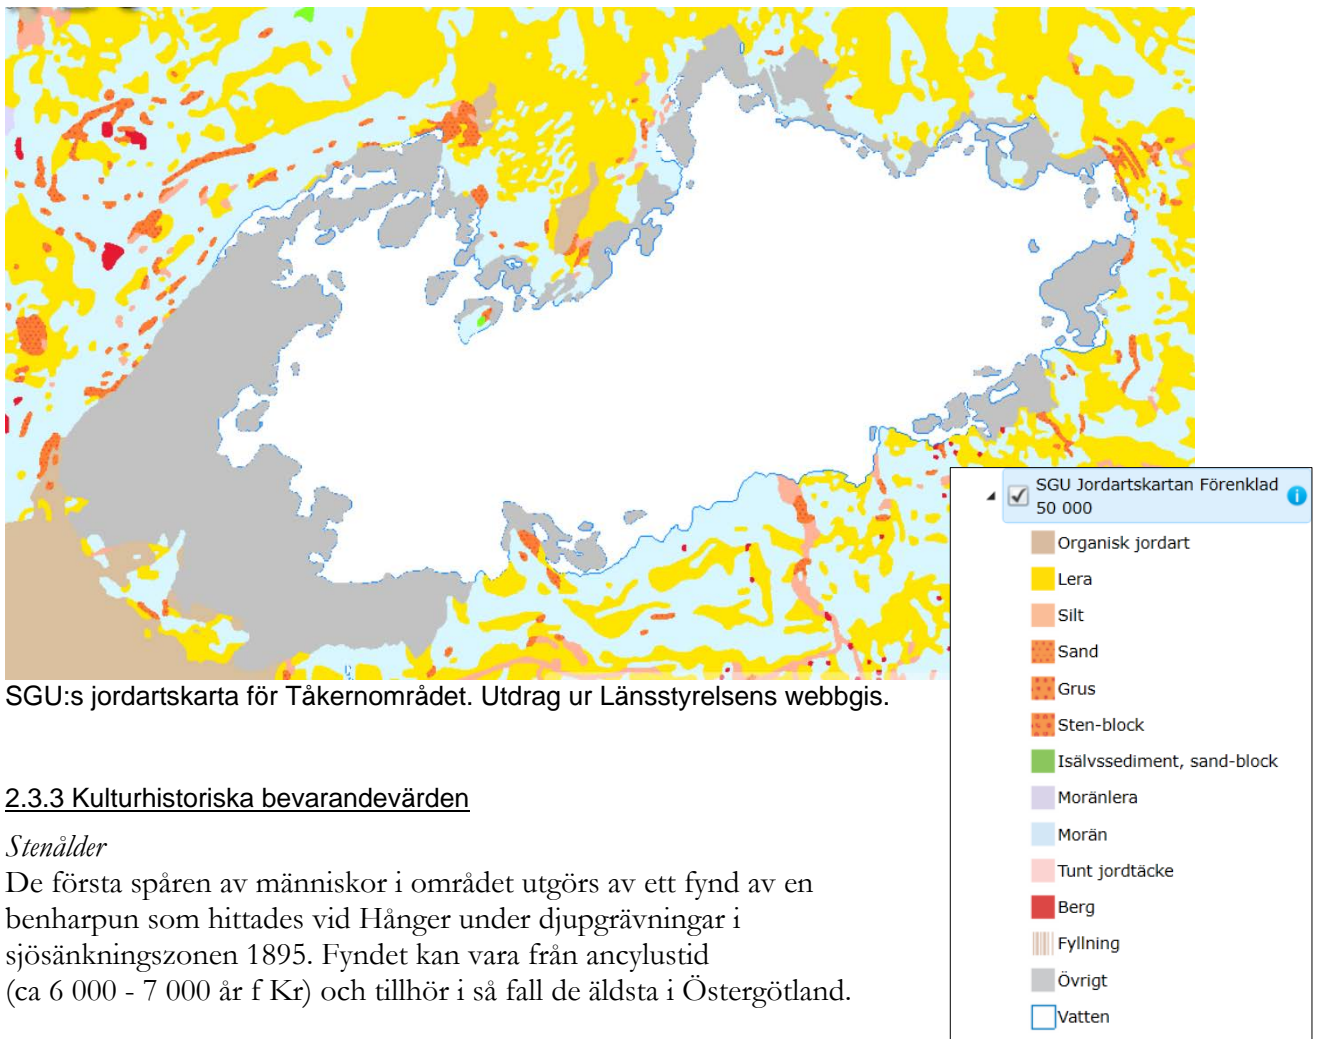 SGU Jordartskartan Förenklad
50 000
Organisk jordart
Lera
Silt
Sand
Grus
Sten-block
Isälvssediment, sand-block
Moränlera
Morän
Tunt jordtäcke
Berg
Fyllning
Övrigt
Vatten
SGU:s jordartskarta för Tåkernområdet. Utdrag ur Länsstyrelsens webbgis.
2.3.3 Kulturhistoriska bevarandevärden
Stenålder
De första spåren av människor i området utgörs av ett fynd av en
benharpun som hittades vid Hånger under djupgrävningar i
sjösänkningszonen 1895. Fyndet kan vara från ancylustid
(ca 6 000 - 7 000 år f Kr) och tillhör i så fall de äldsta i Östergötland.